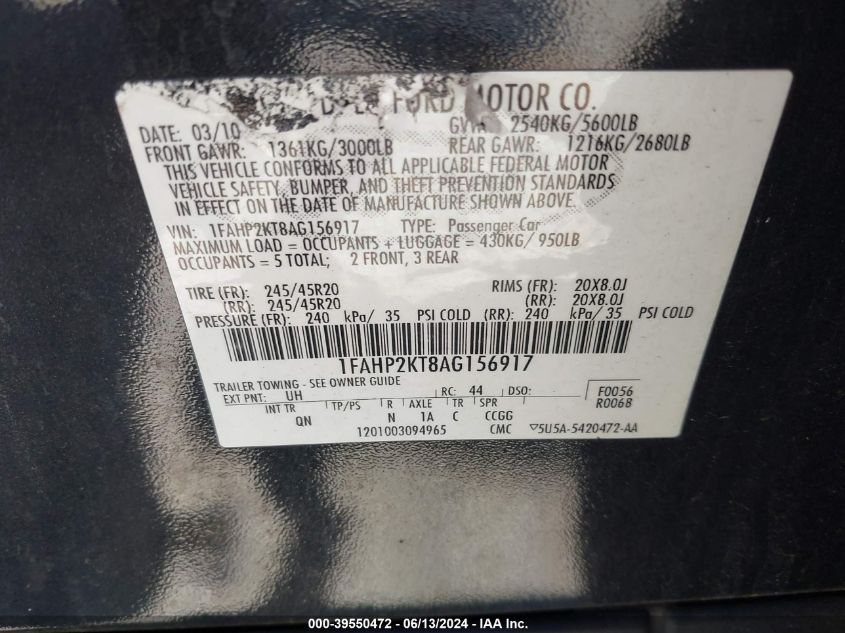 FORD MOTOR CO.
DATE: 03/10 2540KG/5600LB
FRONT GAWR: 1361KG/3000LB REAR GAWR: 1216KG/2680LB
THIS VEHICLE CONFORMS TO ALL APPLICABLE FEDERAL MOTOR
VEHICLE SAFETY, BUMPER, AND THEFT PREVENTION STANDARDS
IN EFFECT ON THE DATE OF MANUFACTURE SHOWN ABOVE.
VIN: 1FAHP2KT8AG156917 TYPE: Passenger Car
MAXIMUM LOAD = OCCUPANTS + LUGGAGE = 430KG/ 950LB
OCCUPANTS = 5 TOTAL; 2 FRONT, 3 REAR
TIRE (FR): 245/45R20 RIMS (FR): 20X8.0J
(RR): 245/45R20 (RR): 20X8.0J
PRESSURE (FR): 240 kPa/ 35 PSI COLD (RR): 240 kPa/ 35 PSI COLD
1FAHP2KT8AG156917
TRAILER TOWING - SEE OWNER GUIDE
EXT PNT: UH RC: 44 DSO: F0056
INT TR TP/PS R AXLE TR SPR R0068
QN N 1A C CCGG
1201003094965 CMC ▽5U5A-5420472-AA
000-39550472 - 06/13/2024 - IAA Inc.